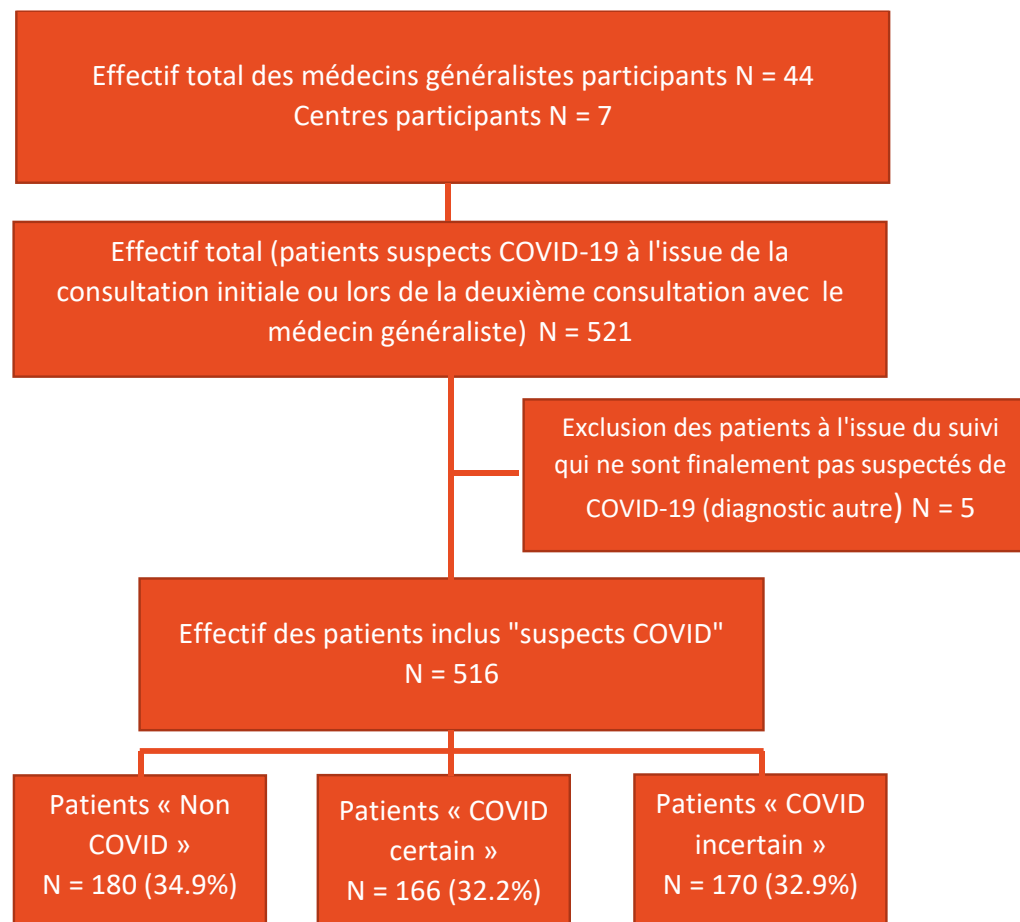 Effectif total des médecins généralistes participants N = 44
Centres participants N = 7
Effectif total (patients suspects COVID-19 à l'issue de la
consultation initiale ou lors de la deuxième consultation avec le
médecin généraliste) N = 521
Exclusion des patients à l'issue du suivi
qui ne sont finalement pas suspectés de
COVID-19 (diagnostic autre) N = 5
Effectif des patients inclus "suspects COVID"
N = 516
Patients « Non
COVID »
N = 180 (34.9%)
Patients « COVID
certain »
N = 166 (32.2%)
Patients « COVID
incertain »
N = 170 (32.9%)